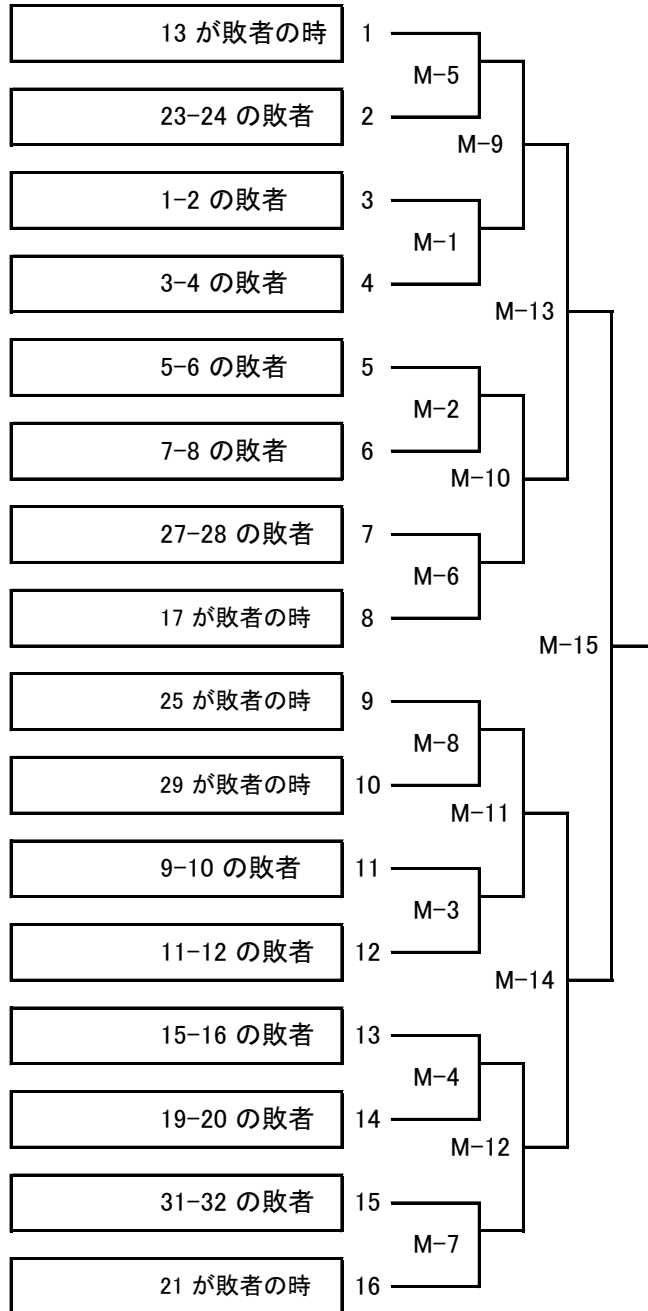 13 が敗者の時 1
M-5
23-24 の敗者 2
M-9
1-2 の敗者 3
M-1
3-4 の敗者 4
M-13
5-6 の敗者 5
M-2
7-8 の敗者 6
M-10
27-28 の敗者 7
M-6
17 が敗者の時 8
M-15
25 が敗者の時 9
M-8
29 が敗者の時 10
M-11
9-10 の敗者 11
M-3
11-12 の敗者 12
M-14
15-16 の敗者 13
M-4
19-20 の敗者 14
M-12
31-32 の敗者 15
M-7
21 が敗者の時 16